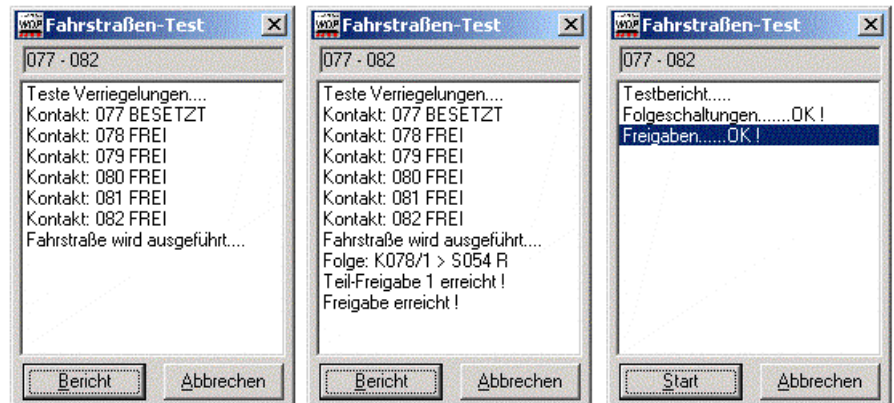 Fahrstraßen-Test
077 - 082
Teste Verriegelungen....
Kontakt: 077 BESETZT
Kontakt: 078 FREI
Kontakt: 079 FREI
Kontakt: 080 FREI
Kontakt: 081 FREI
Kontakt: 082 FREI
Fahrstraße wird ausgeführt....
Bericht
Abbrechen
Fahrstraßen-Test
077 - 082
Teste Verriegelungen....
Kontakt: 077 BESETZT
Kontakt: 078 FREI
Kontakt: 079 FREI
Kontakt: 080 FREI
Kontakt: 081 FREI
Kontakt: 082 FREI
Fahrstraße wird ausgeführt....
Folge: K078/1 > S054 R
Teil-Freigabe 1 erreicht !
Freigabe erreicht !
Bericht
Abbrechen
Fahrstraßen-Test
077 - 082
Testbericht.....
Folgeschaltungen.......OK !
Freigaben......OK !
Start
Abbrechen